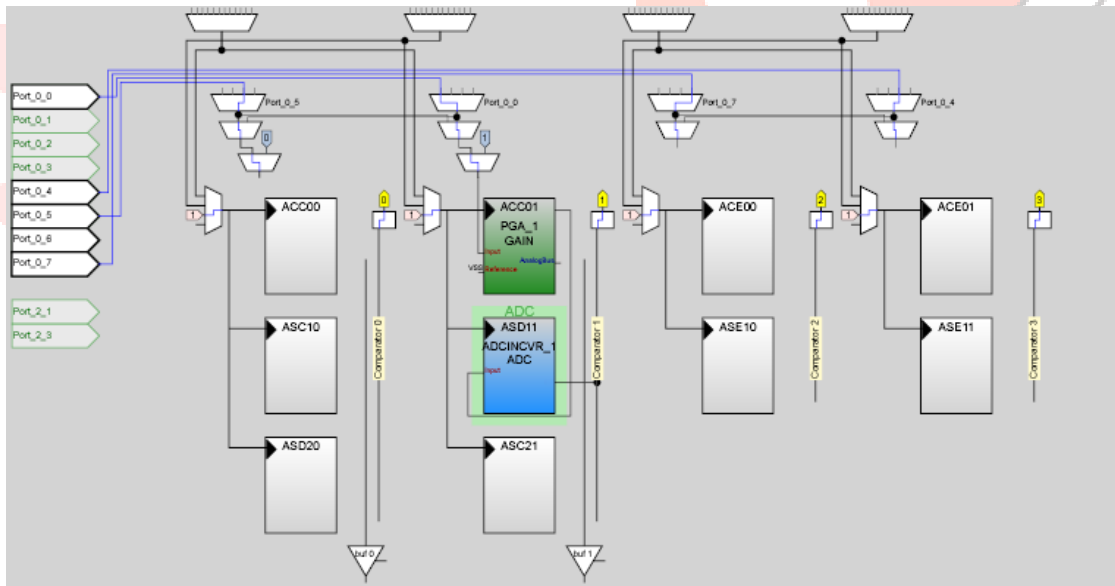 Port_0_0
Port_0_1
Port_0_2
Port_0_3
Port_0_4
Port_0_5
Port_0_6
Port_0_7
Port_2_1
Port_2_3
Port_0_5
Port_0_0
Port_0_7
Port_0_4
0
1
1
1
1
1
0
1
2
3
ACC00
ACC01
PGA_1
GAIN
Input
AnalogBus
VSS
Reference
ACE00
ACE01
ASC10
ADC
ASD11
ADCINCVR_1
ADC
Input
ASE10
ASE11
Comparator 0
Comparator 1
Comparator 2
Comparator 3
ASD20
ASC21
buf 0
buf 1